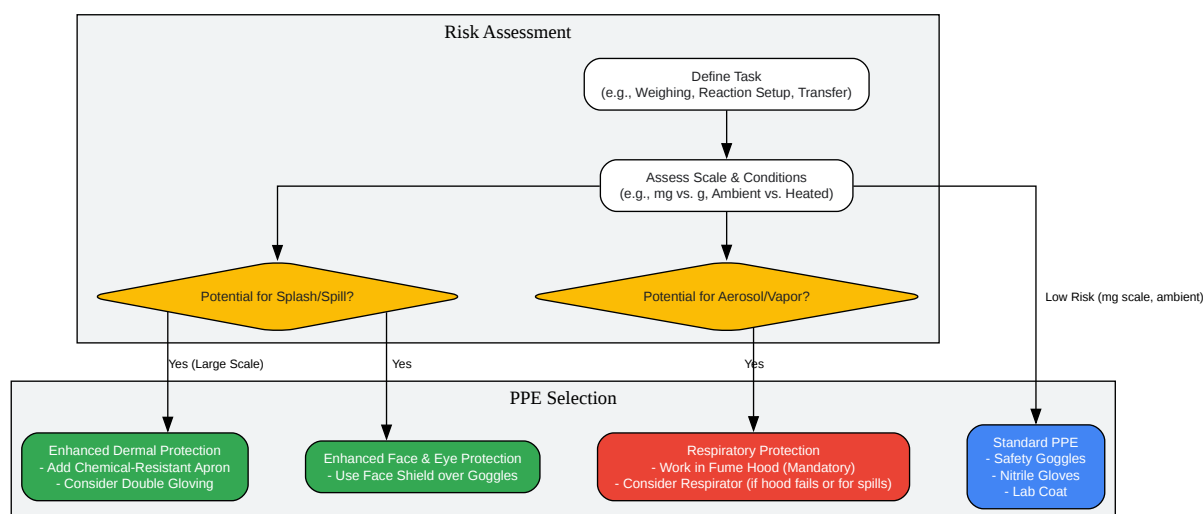 Risk Assessment
Define Task
(e.g., Weighing, Reaction Setup, Transfer)
Assess Scale & Conditions
(e.g., mg vs. g, Ambient vs. Heated)
Potential for Splash/Spill?
Potential for Aerosol/Vapor?
Low Risk (mg scale, ambient)
Yes (Large Scale)
Yes
Yes
PPE Selection
Enhanced Dermal Protection
- Add Chemical-Resistant Apron
- Consider Double Gloving
Enhanced Face & Eye Protection
- Use Face Shield over Goggles
Respiratory Protection
- Work in Fume Hood (Mandatory)
- Consider Respirator (if hood fails or for spills)
Standard PPE
- Safety Goggles
- Nitrile Gloves
- Lab Coat